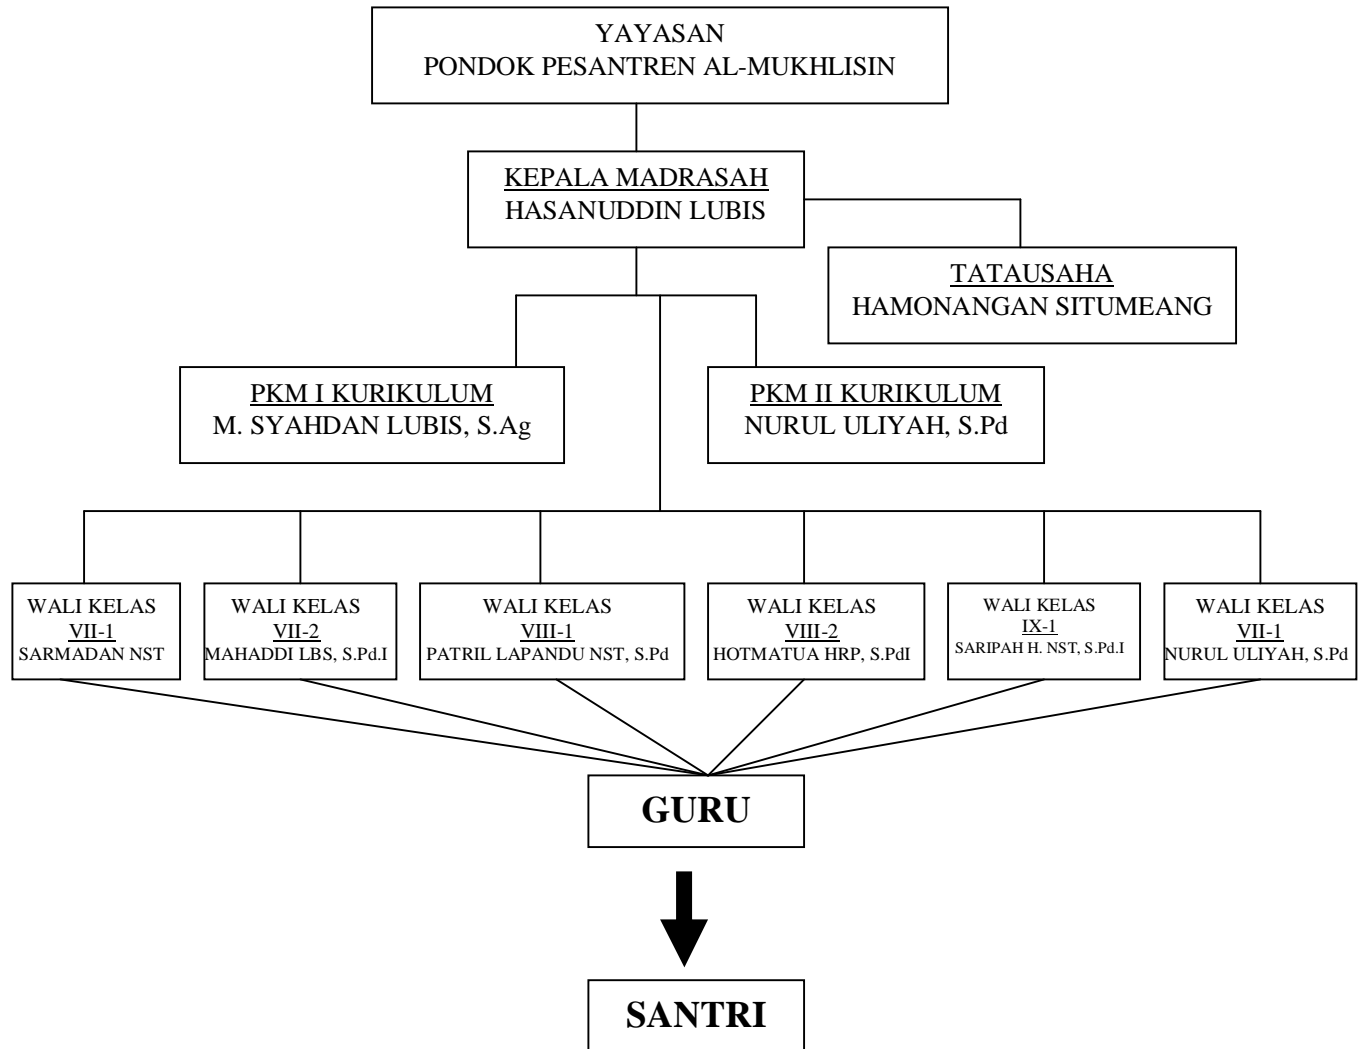 YAYASAN
PONDOK PESANTREN AL-MUKHLISIN
KEPALA MADRASAH
HASANUDDIN LUBIS
TATAUSAHA
HAMONANGAN SITUMEANG
PKM I KURIKULUM
M. SYAHDAN LUBIS, S.Ag
PKM II KURIKULUM
NURUL ULIYAH, S.Pd
WALI KELAS
VII-1
SARMADAN NST
WALI KELAS
VII-2
MAHADDI LBS, S.Pd.I
WALI KELAS
VIII-1
PATRIL LAPANDU NST, S.Pd
WALI KELAS
VIII-2
HOTMATUA HRP, S.PdI
WALI KELAS
IX-1
SARIPAH H. NST, S.Pd.I
WALI KELAS
VII-1
NURUL ULIYAH, S.Pd
GURU
SANTRI